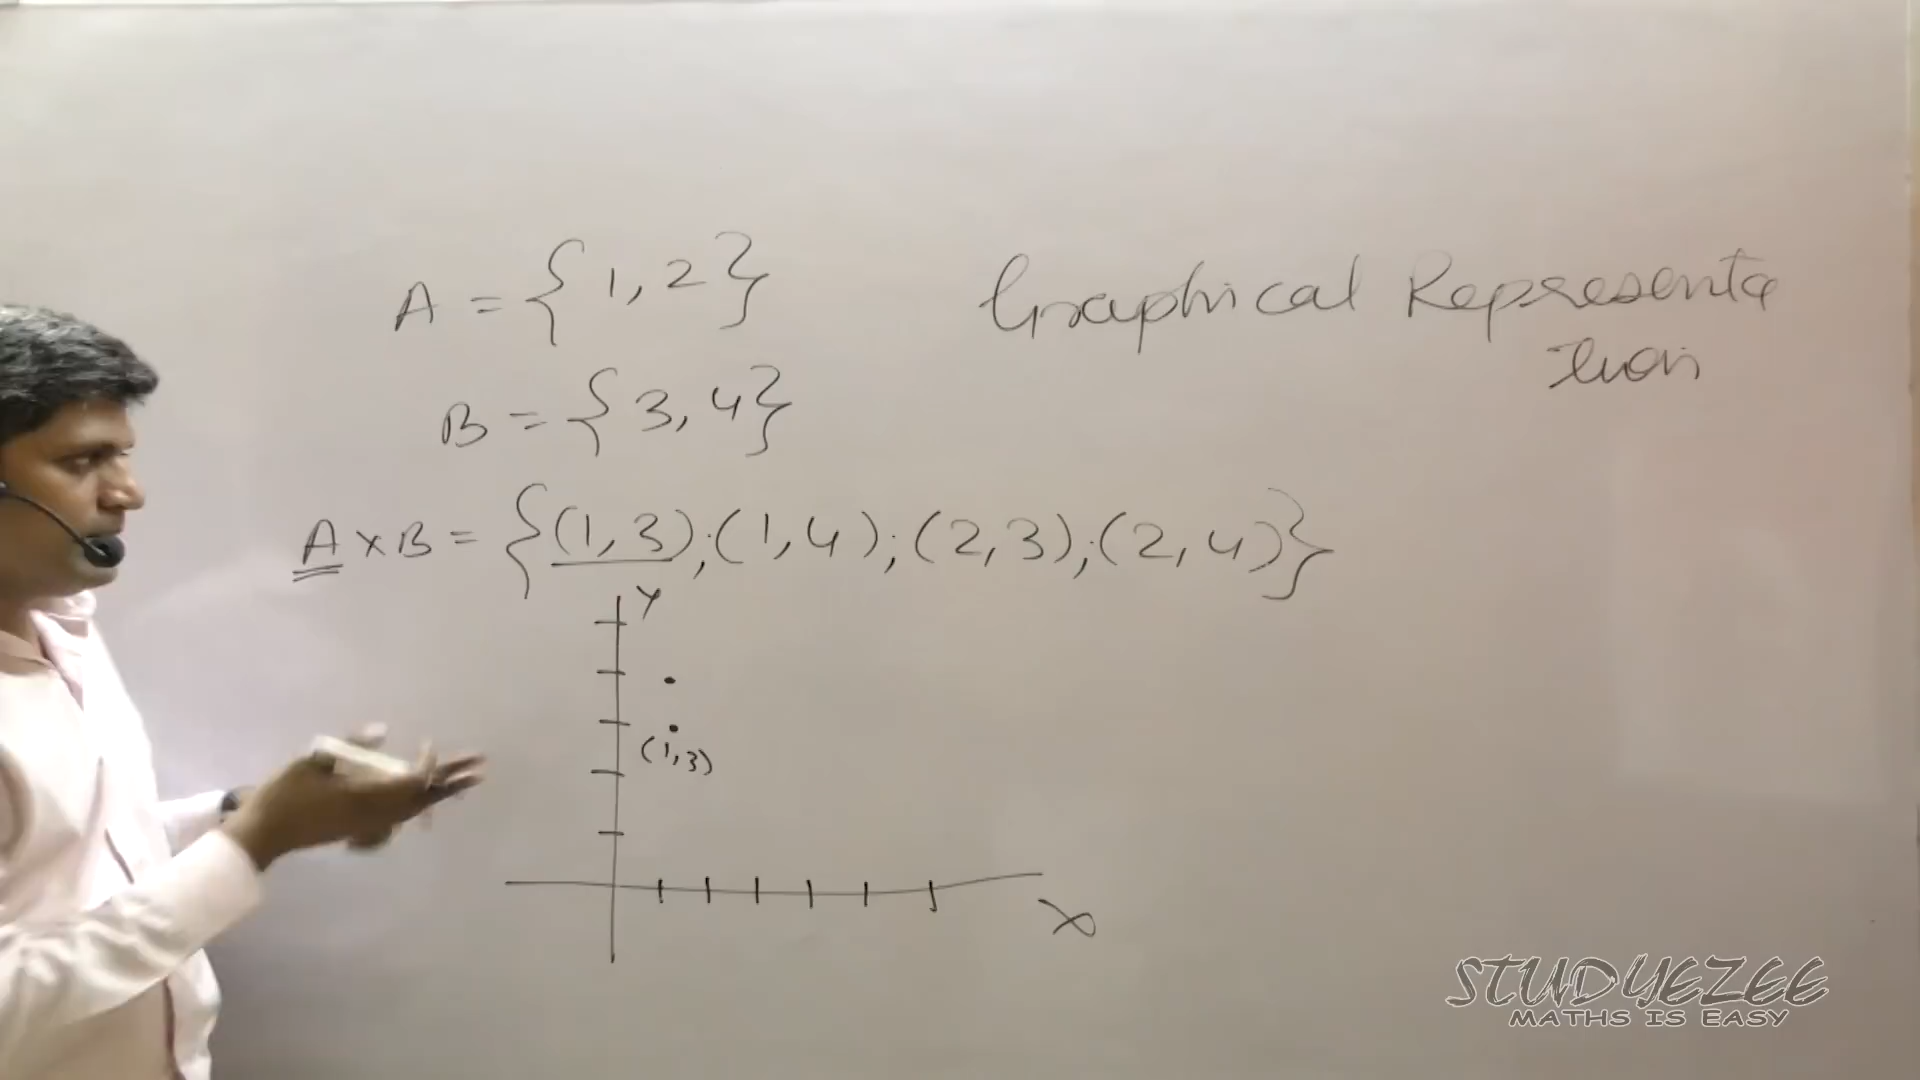 A = {1, 2}
B = {3, 4}
Graphical Representa
tion
A × B = {(1, 3), (1, 4), (2, 3), (2, 4)}
Y
(1, 3)
X
STUDYEZEE
MATHS IS EASY